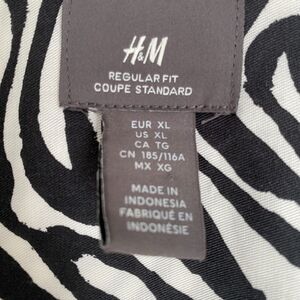 H&M
REGULAR FIT
COUPE STANDARD
EUR XL
US XL
CA TG
CN 185/116A
MX XG
MADE IN
INDONESIA
FABRIQUÉ EN
INDONÉSIE